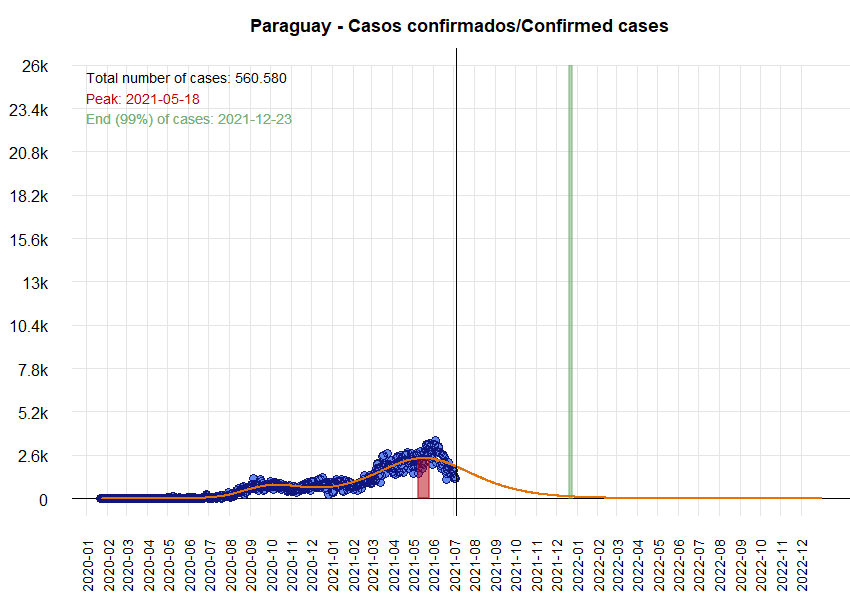 Paraguay - Casos confirmados/Confirmed cases
Total number of cases: 560.580
Peak: 2021-05-18
End (99%) of cases: 2021-12-23
26k
23.4k
20.8k
18.2k
15.6k
13k
10.4k
7.8k
5.2k
2.6k
0
2020-01
2020-02
2020-03
2020-04
2020-05
2020-06
2020-07
2020-08
2020-09
2020-10
2020-12
2021-01
2021-02
2021-03
2021-04
2021-05
2021-06
2021-07
2021-08
2021-09
2021-10
2021-11
2021-12
2022-01
2022-02
2022-03
2022-04
2022-05
2022-06
2022-07
2022-08
2022-09
2022-10
2022-11
2022-12